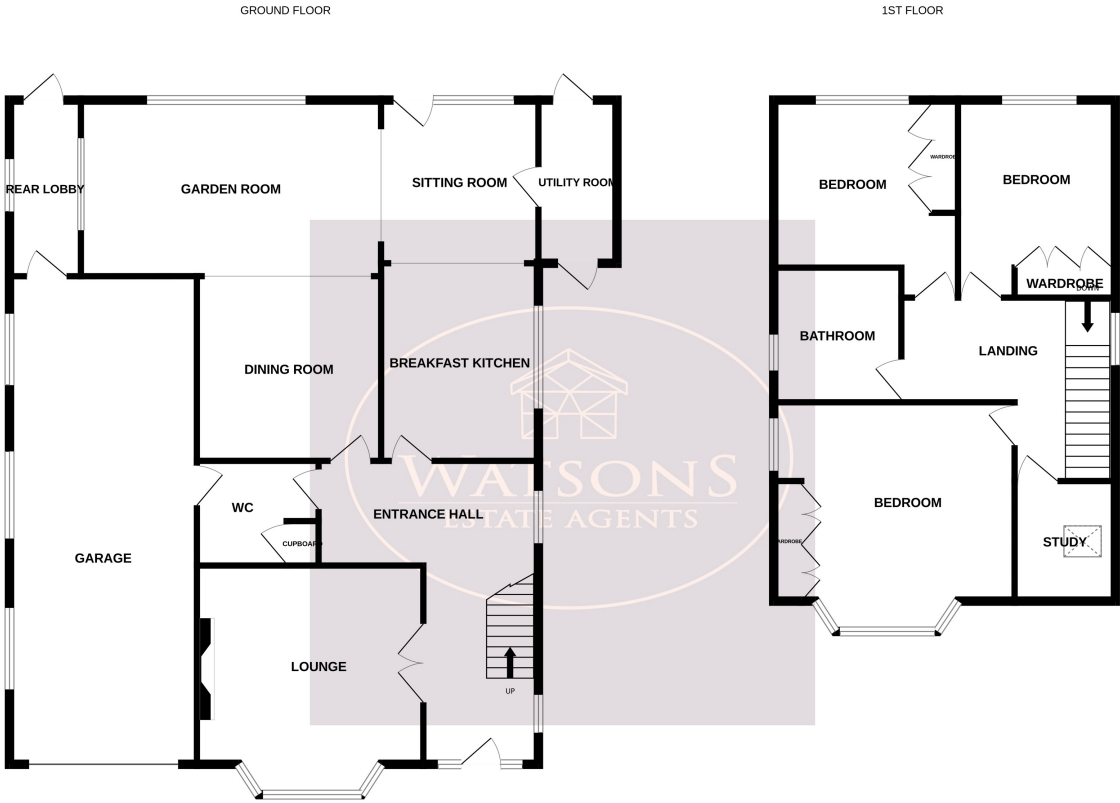 GROUND FLOOR
1ST FLOOR
REAR LOBBY
GARDEN ROOM
SITTING ROOM
UTILITY ROOM
DINING ROOM
BREAKFAST KITCHEN
WC
CUPBOARD
ENTRANCE HALL
GARAGE
LOUNGE
UP
WATSONS
ESTATE AGENTS
BEDROOM
WARDROBE
BEDROOM
WARDROBE
DOWN
BATHROOM
LANDING
BEDROOM
WARDROBE
STUDY